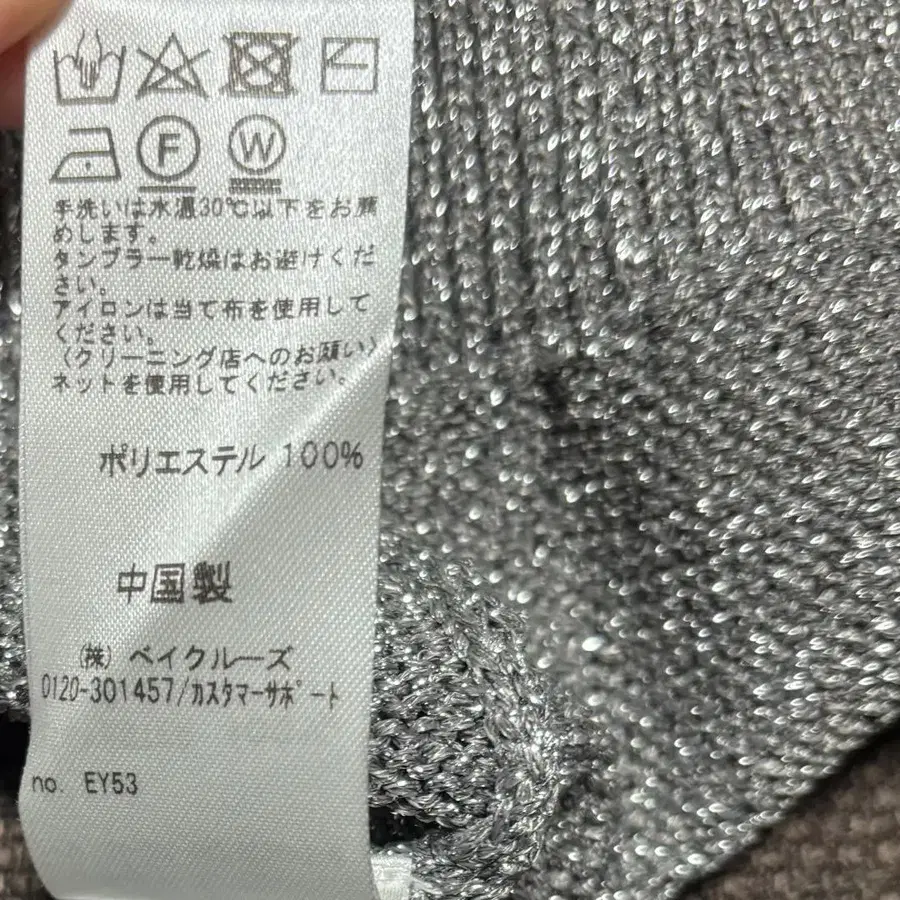 F W
手洗いは水温30℃以下をお薦
めします。
タンブラー乾燥はお避けくだ
さい。
アイロンは当て布を使用して
ください。
〈クリーニング店へのお願い〉
ネットを使用してください。
ポリエステル 100%
中国製
（株）ベイクルーズ
0120-301457/カスタマーサポート
no. EY53